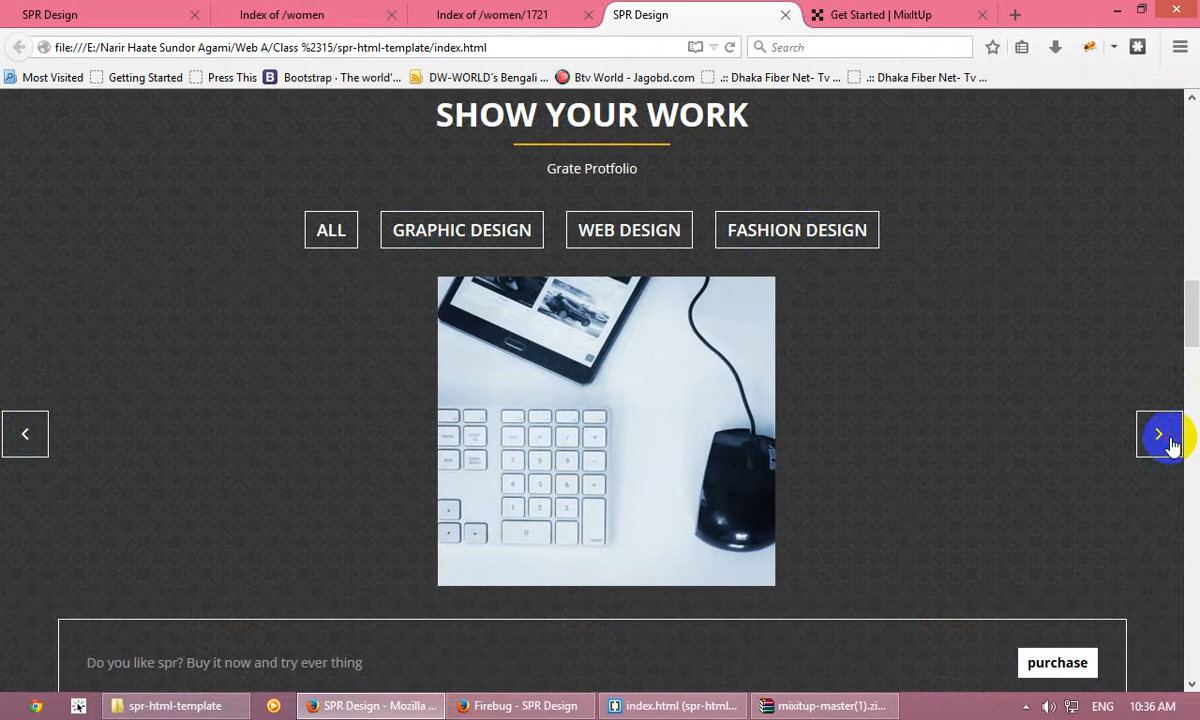 SPR Design
Index of /women
Index of /women/1721
SPR Design
Get Started | MixItUp
file:///E:/Narir Haate Sundor Agami/Web A/Class %2315/spr-html-template/index.html
Search
Most Visited
Getting Started
Press This
Bootstrap · The world'...
DW-WORLD´s Bengali ...
Btv World - Jagobd.com
.:: Dhaka Fiber Net- Tv ...
.:: Dhaka Fiber Net- Tv ...
SHOW YOUR WORK
Grate Protfolio
ALL
GRAPHIC DESIGN
WEB DESIGN
FASHION DESIGN
Do you like spr? Buy it now and try ever thing
purchase
spr-html-template
SPR Design - Mozilla ...
Firebug - SPR Design
index.html (spr-html...
mixitup-master(1).zi...
ENG
10:36 AM